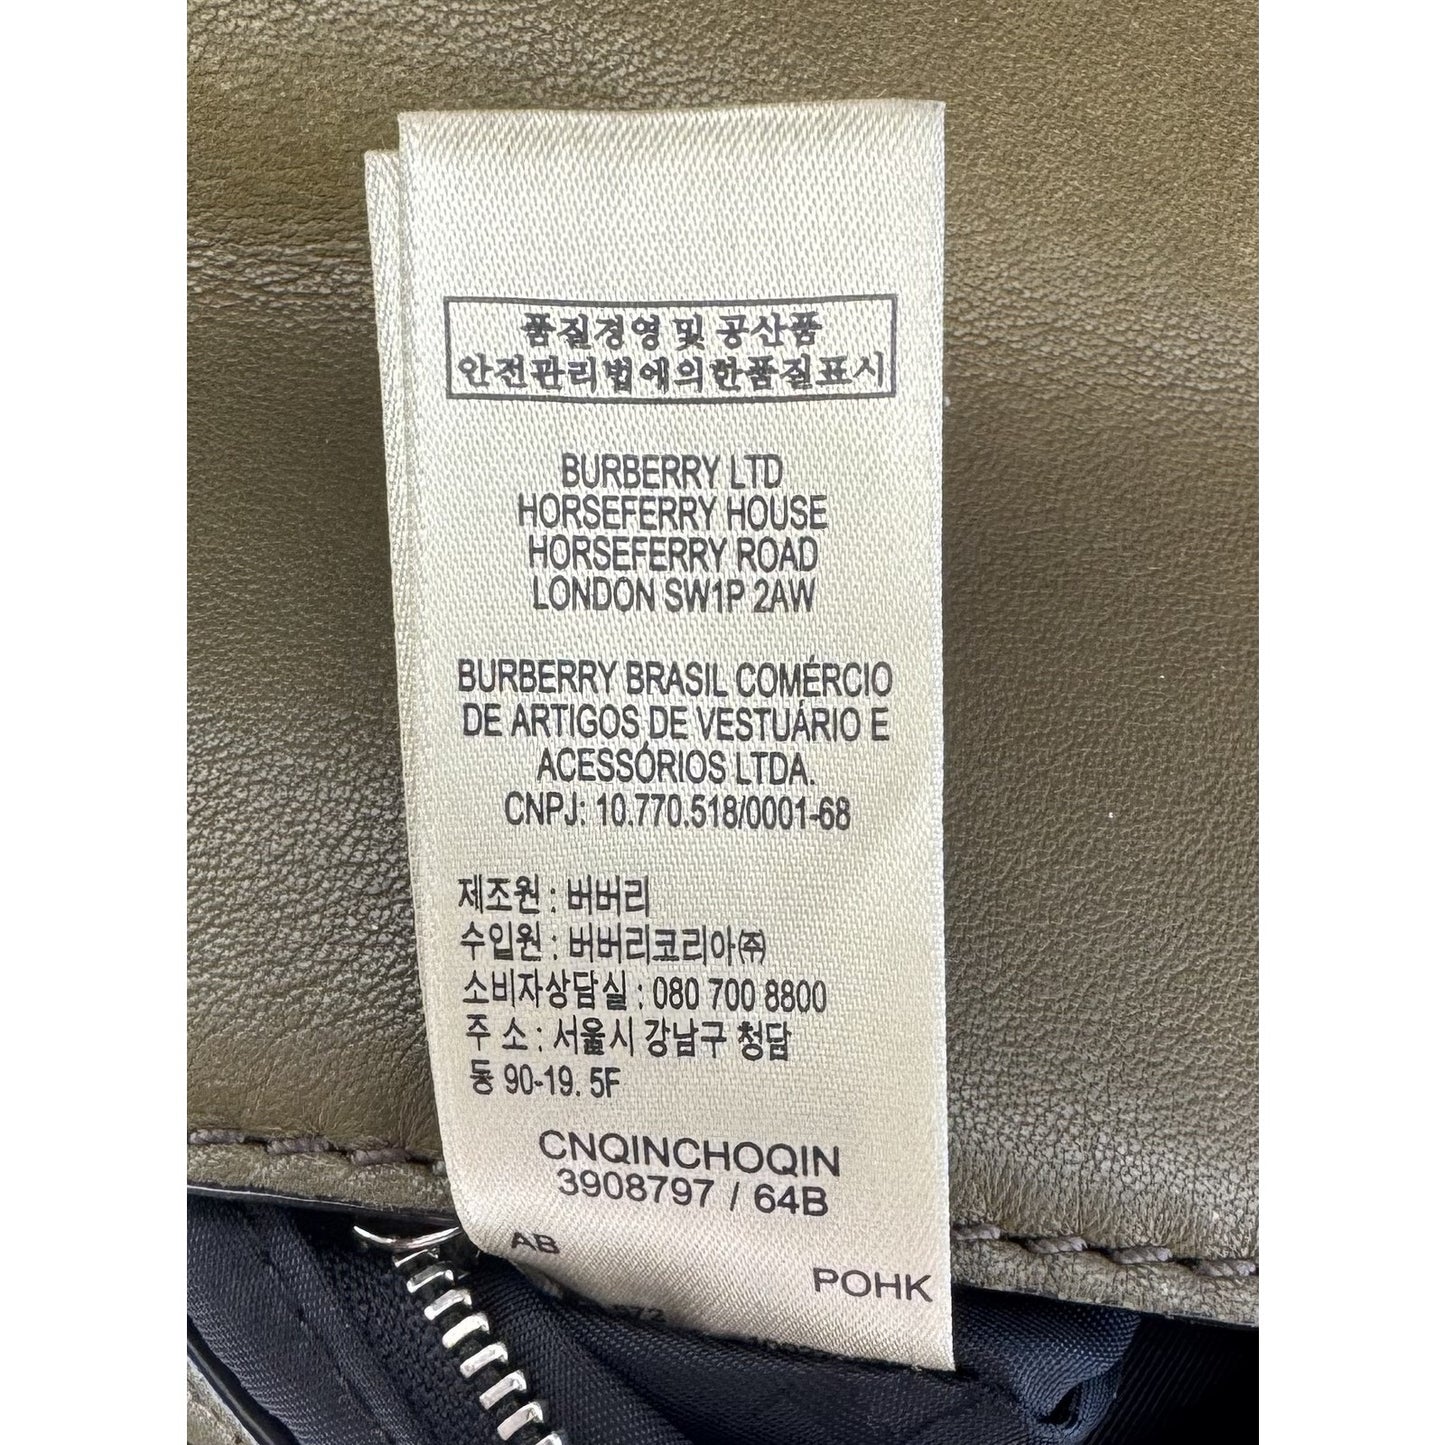 품질경영 및 공산품
안전관리법에의한품질표시
BURBERRY LTD
HORSEFERRY HOUSE
HORSEFERRY ROAD
LONDON SW1P 2AW
BURBERRY BRASIL COMÉRCIO
DE ARTIGOS DE VESTUÁRIO E
ACESSÓRIOS LTDA.
CNPJ: 10.770.518/0001-68
제조원 : 버버리
수입원 : 버버리코리아㈜
소비자상담실 : 080 700 8800
주 소 : 서울시 강남구 청담
동 90-19. 5F
CNQINCHOQIN
3908797 / 64B
AB
POHK